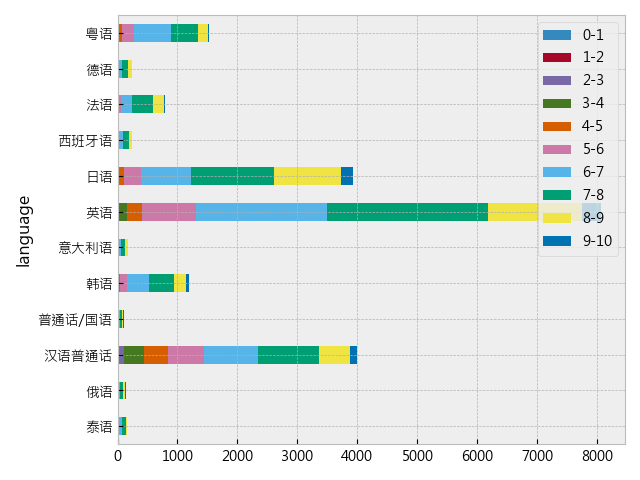 粤语
德语
法语
西班牙语
日语
英语
意大利语
韩语
普通话/国语
汉语普通话
俄语
泰语
language
0 1000 2000 3000 4000 5000 6000 7000 8000
0-1
1-2
2-3
3-4
4-5
5-6
6-7
7-8
8-9
9-10